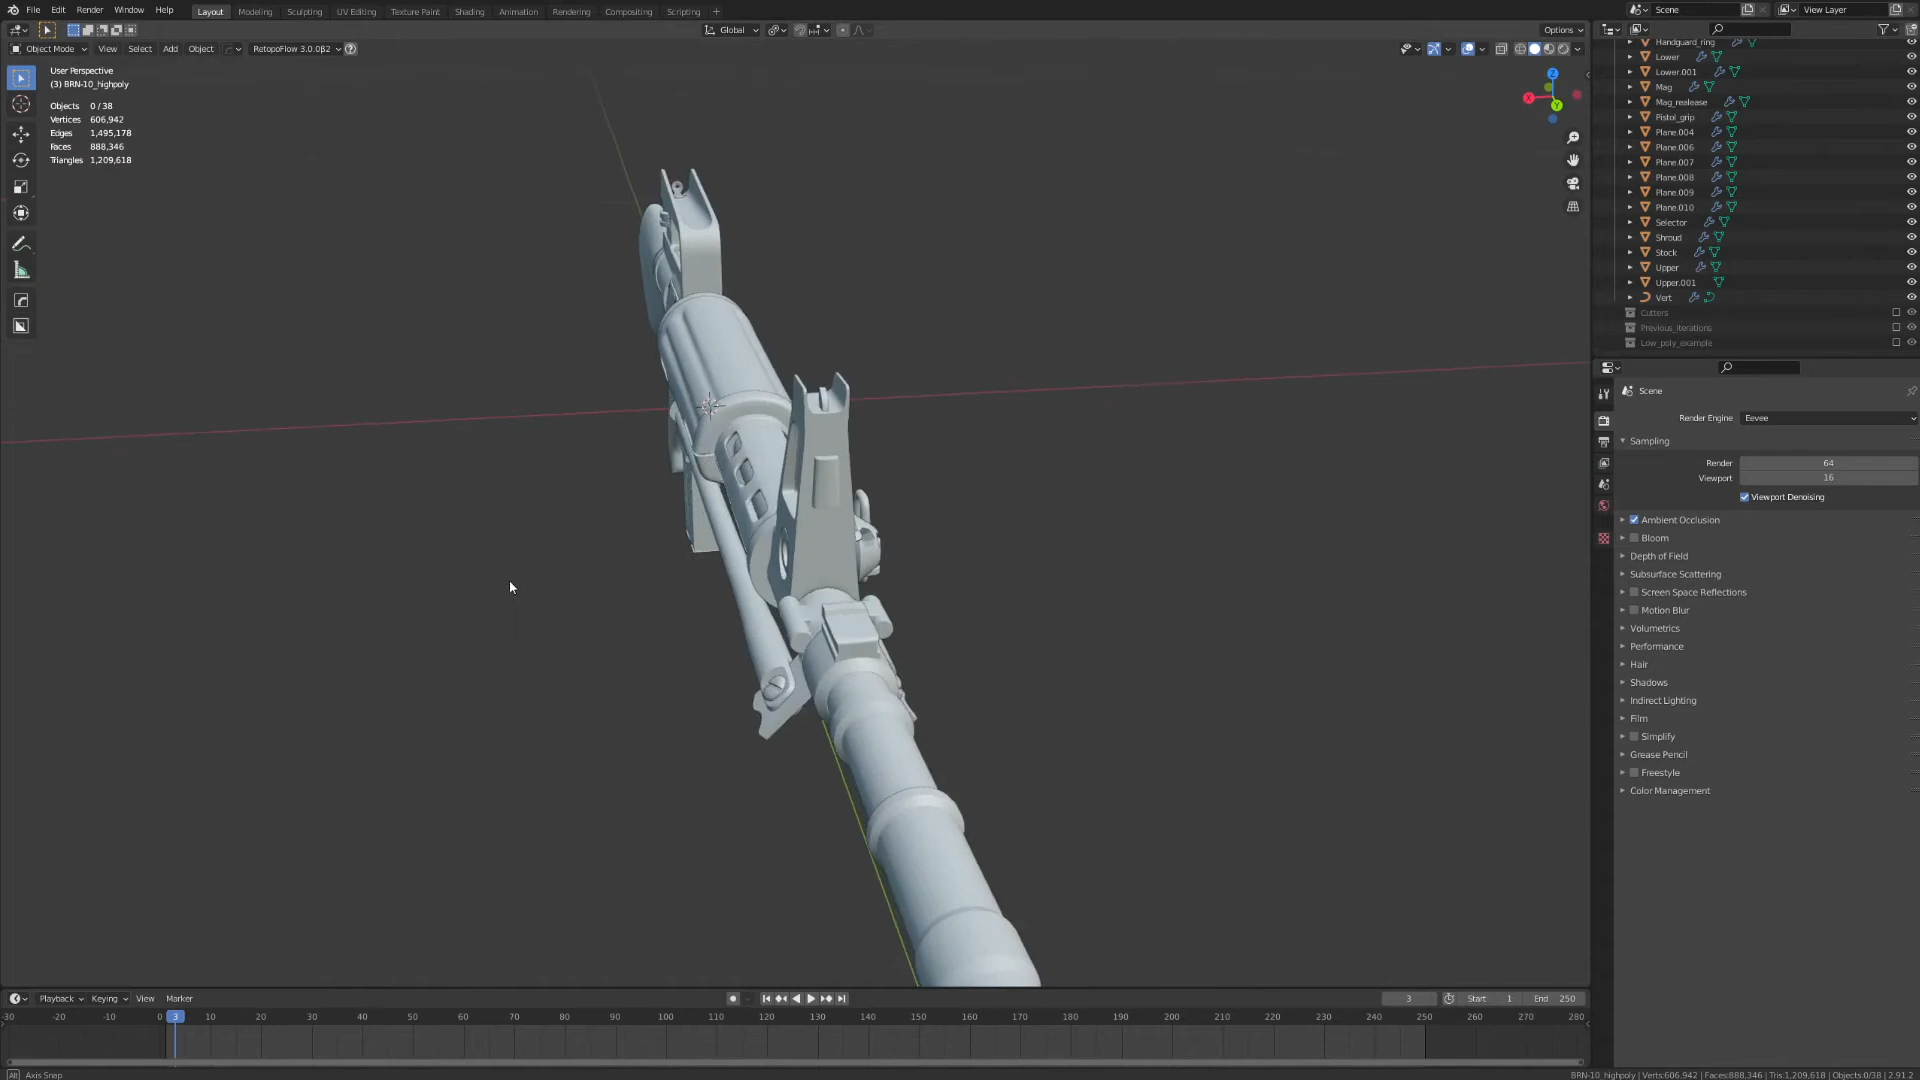 File Edit Render Window Help Layout Modeling Sculpting UV Editing Texture Paint Shading Animation Rendering Compositing Scripting + Scene View Layer
Global Options
Object Mode View Select Add Object RetopoFlow 3.0.0β2
User Perspective
(3) BRN-10_highpoly
Objects 0 / 38
Vertices 606,942
Edges 1,495,178
Faces 888,346
Triangles 1,209,618
Z
X
Y
Handguard_ring
Lower
Lower.001
Mag
Mag_realease
Pistol_grip
Plane.004
Plane.006
Plane.007
Plane.008
Plane.009
Plane.010
Selector
Shroud
Stock
Upper
Upper.001
Vert
Cutters
Previous_iterations
Low_poly_example
Scene
Render Engine Eevee
Sampling
Render 64
Viewport 16
Viewport Denoising
Ambient Occlusion
Bloom
Depth of Field
Subsurface Scattering
Screen Space Reflections
Motion Blur
Volumetrics
Performance
Hair
Shadows
Indirect Lighting
Film
Simplify
Grease Pencil
Freestyle
Color Management
Playback Keying View Marker 3 Start 1 End 250
-30 -20 -10 0 3 10 20 30 40 50 60 70 80 90 100 110 120 130 140 150 160 170 180 190 200 210 220 230 240 250 260 270 280
Alt Axis Snap BRN-10_highpoly | Verts:606,942 | Faces:888,346 | Tris:1,209,618 | Objects:0/38 | 2.91.2